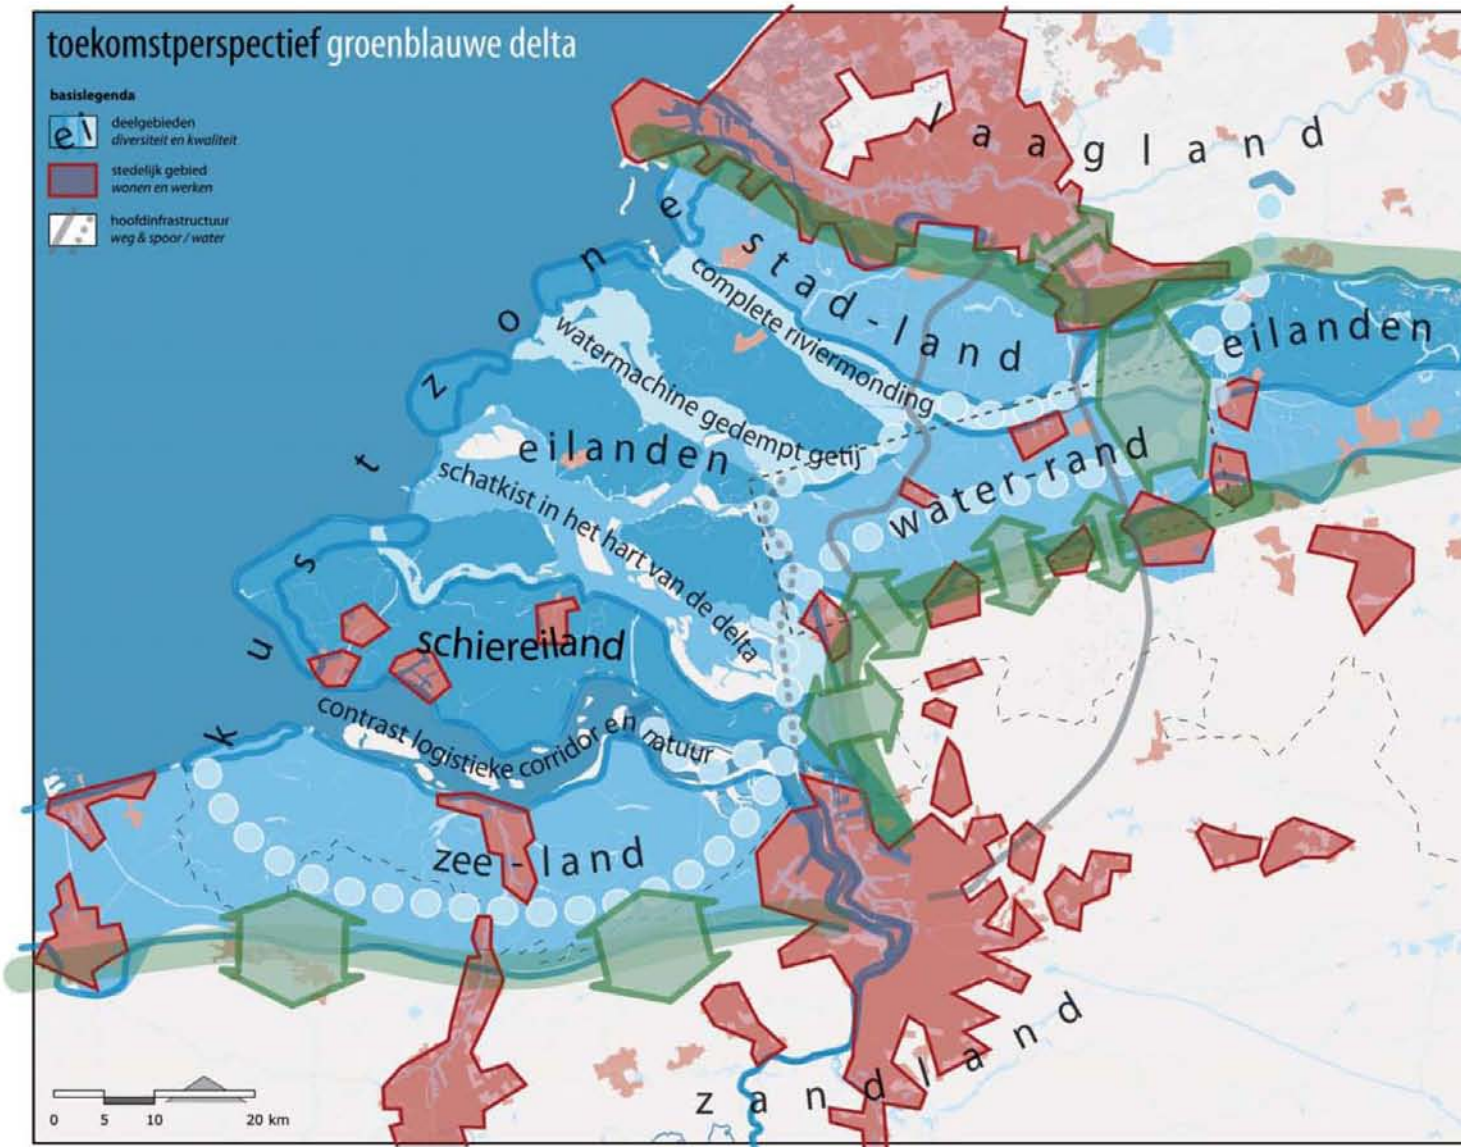 toekomstperspectief groenblauwe delta
basislegenda
ei
deelgebieden
diversiteit en kwaliteit
stedelijk gebied
wonen en werken
hoofdinfrastructuur
weg & spoor / water
laagland
kustzone
stad-land
complete riviermonding
eilanden
watermachine gedempt getij
eilanden
water-rand
schatkist in het hart van de delta
schiereiland
contrast logistieke corridor en natuur
zee-land
zandland
0 5 10 20 km